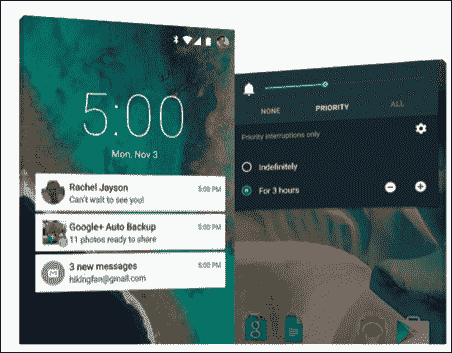 5:00
Mon, Nov 3
Rachel Jayson
5:00 PM
Can't wait to see you!
Google+ Auto Backup
5:00 PM
11 photos ready to share
3 new messages
5:00 PM
hikingfan@gmail.com
NONE
PRIORITY
ALL
Priority interruptions only
Indefinitely
For 3 hours